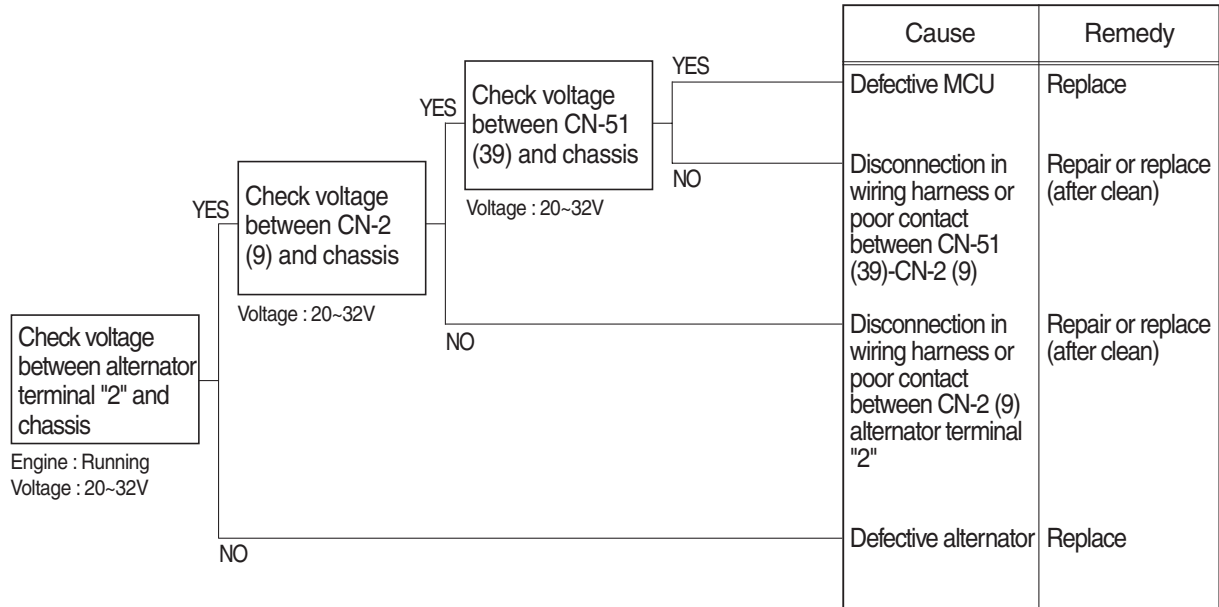 Cause
Remedy
YES
Defective MCU
Replace
Check voltage
between CN-51
(39) and chassis
YES
NO
Voltage : 20~32V
Disconnection in
wiring harness or
poor contact
between CN-51
(39)-CN-2 (9)
Repair or replace
(after clean)
YES
Check voltage
between CN-2
(9) and chassis
Voltage : 20~32V
NO
Disconnection in
wiring harness or
poor contact
between CN-2 (9)
alternator terminal
"2"
Repair or replace
(after clean)
Check voltage
between alternator
terminal "2" and
chassis
Engine : Running
Voltage : 20~32V
NO
Defective alternator
Replace